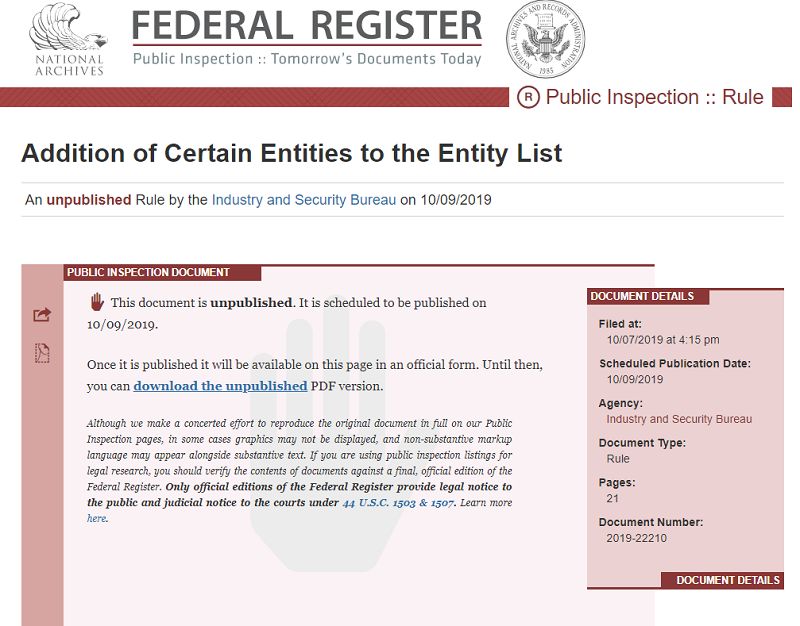 NATIONAL
ARCHIVES
FEDERAL REGISTER
Public Inspection :: Tomorrow's Documents Today
NATIONAL ARCHIVES AND RECORDS ADMINISTRATION
1985
R Public Inspection :: Rule
Addition of Certain Entities to the Entity List
An unpublished Rule by the Industry and Security Bureau on 10/09/2019
PUBLIC INSPECTION DOCUMENT
This document is unpublished. It is scheduled to be published on
10/09/2019.
Once it is published it will be available on this page in an official form. Until then,
you can download the unpublished PDF version.
Although we make a concerted effort to reproduce the original document in full on our Public
Inspection pages, in some cases graphics may not be displayed, and non-substantive markup
language may appear alongside substantive text. If you are using public inspection listings for
legal research, you should verify the contents of documents against a final, official edition of the
Federal Register. Only official editions of the Federal Register provide legal notice to
the public and judicial notice to the courts under 44 U.S.C. 1503 & 1507. Learn more
here.
DOCUMENT DETAILS
Filed at:
10/07/2019 at 4:15 pm
Scheduled Publication Date:
10/09/2019
Agency:
Industry and Security Bureau
Document Type:
Rule
Pages:
21
Document Number:
2019-22210
DOCUMENT DETAILS